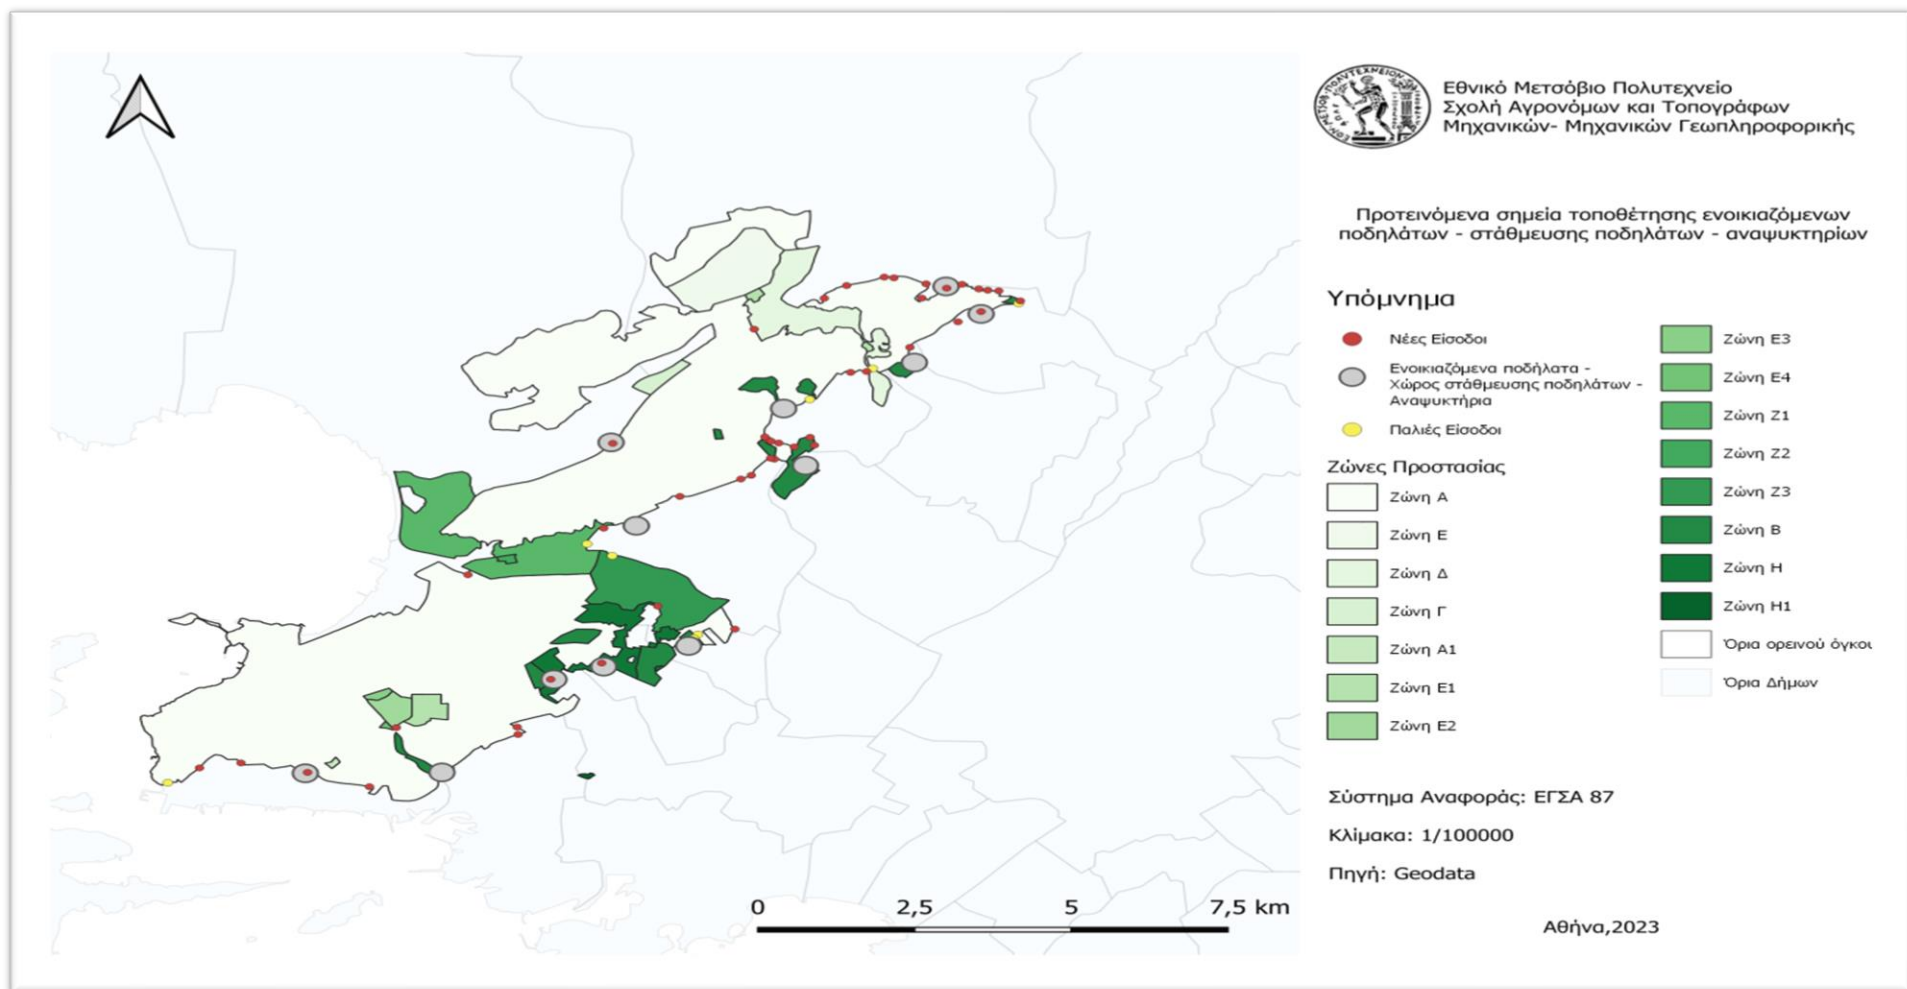 Εθνικό Μετσόβιο Πολυτεχνείο
Σχολή Αγρονόμων και Τοπογράφων
Μηχανικών- Μηχανικών Γεωπληροφορικής
Προτεινόμενα σημεία τοποθέτησης ενοικιαζόμενων
ποδηλάτων - στάθμευσης ποδηλάτων - αναψυκτηρίων
Υπόμνημα
Νέες Είσοδοι
Ενοικιαζόμενα ποδήλατα -
Χώρος στάθμευσης ποδηλάτων -
Αναψυκτήρια
Παλιές Είσοδοι
Ζώνες Προστασίας
Ζώνη Α
Ζώνη Ε
Ζώνη Δ
Ζώνη Γ
Ζώνη Α1
Ζώνη Ε1
Ζώνη Ε2
Ζώνη Ε3
Ζώνη Ε4
Ζώνη Ζ1
Ζώνη Ζ2
Ζώνη Ζ3
Ζώνη Β
Ζώνη Η
Ζώνη Η1
Όρια ορεινού όγκοι
Όρια Δήμων
Σύστημα Αναφοράς: ΕΓΣΑ 87
Κλίμακα: 1/100000
Πηγή: Geodata
Αθήνα,2023
0 2,5 5 7,5 km